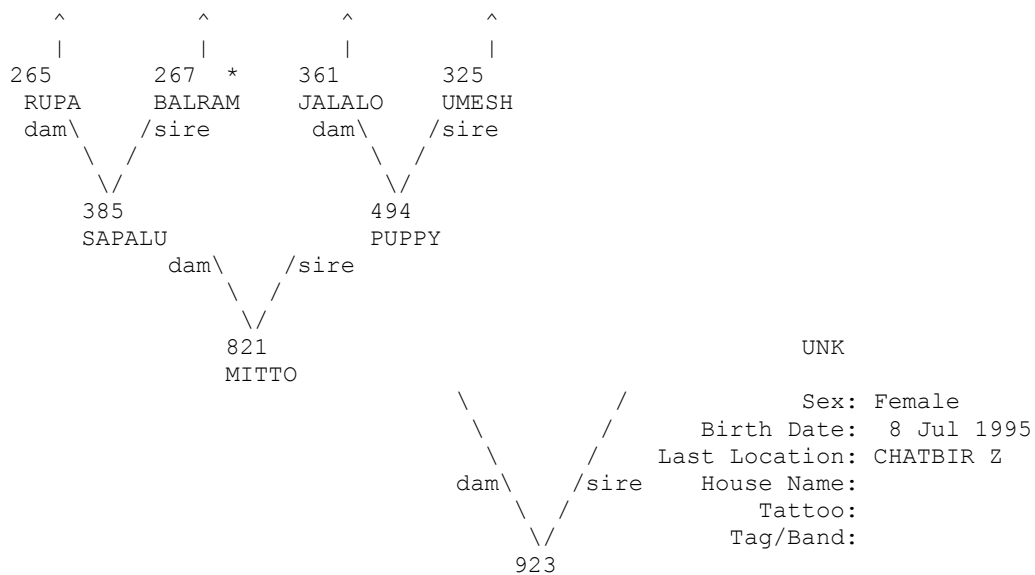 ^ ^ ^ ^
| | | |
265 267 * 361 325
RUPA BALRAM JALALO UMESH
dam\ /sire dam\ /sire
\ / \ /
\/ \/
385 494
SAPALU PUPPY
dam\ /sire
\ /
\/
821 UNK
MITTO
\ / Sex: Female
\ / Birth Date: 8 Jul 1995
\ / Last Location: CHATBIR Z
dam\ /sire House Name:
\ / Tattoo:
\/ Tag/Band:
923